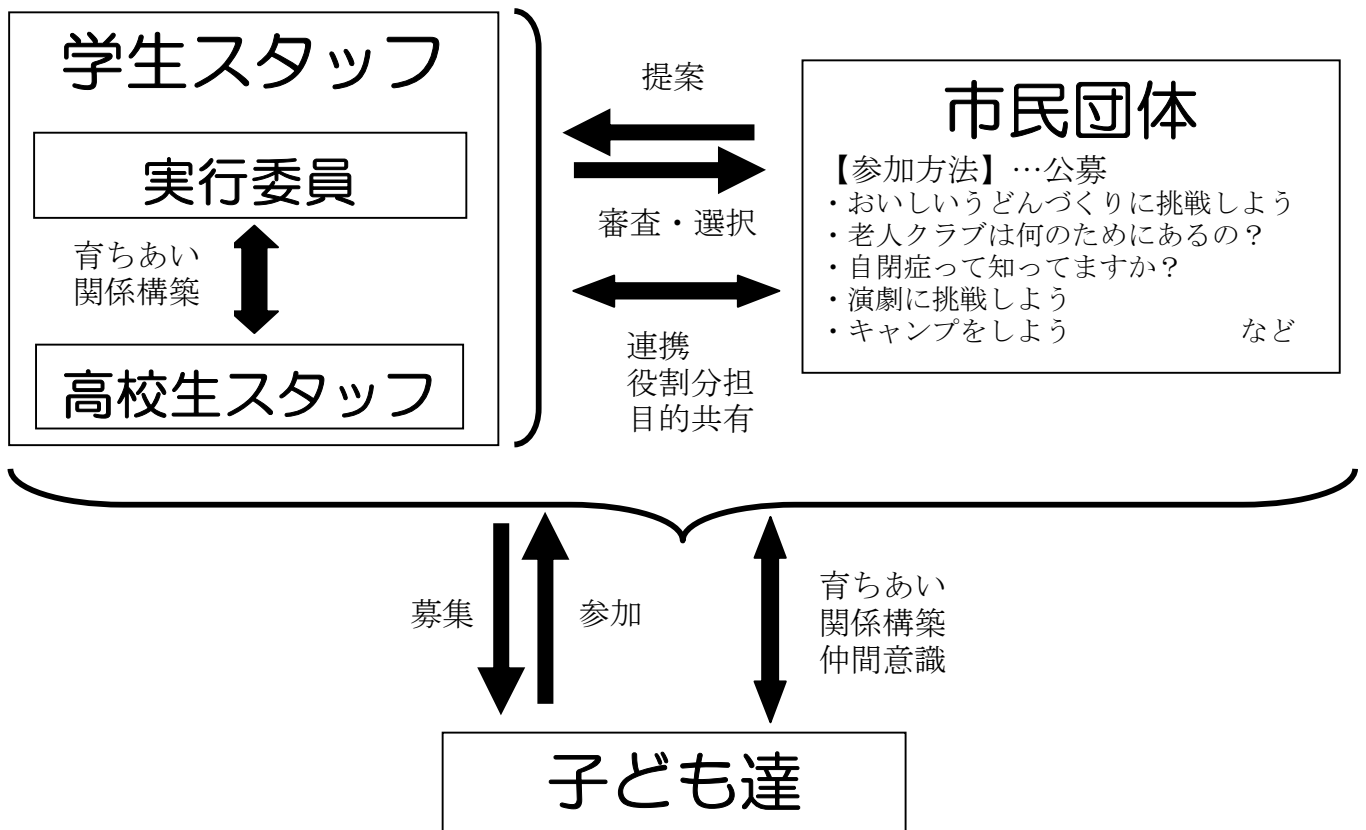 学生スタッフ
実行委員
育ちあい
関係構築
高校生スタッフ
提案
審査・選択
連携
役割分担
目的共有
市民団体
【参加方法】…公募
・おいしいうどんづくりに挑戦しよう
・老人クラブは何のためにあるの？
・自閉症って知ってますか？
・演劇に挑戦しよう
・キャンプをしよう　　　　　など
募集
参加
育ちあい
関係構築
仲間意識
子ども達